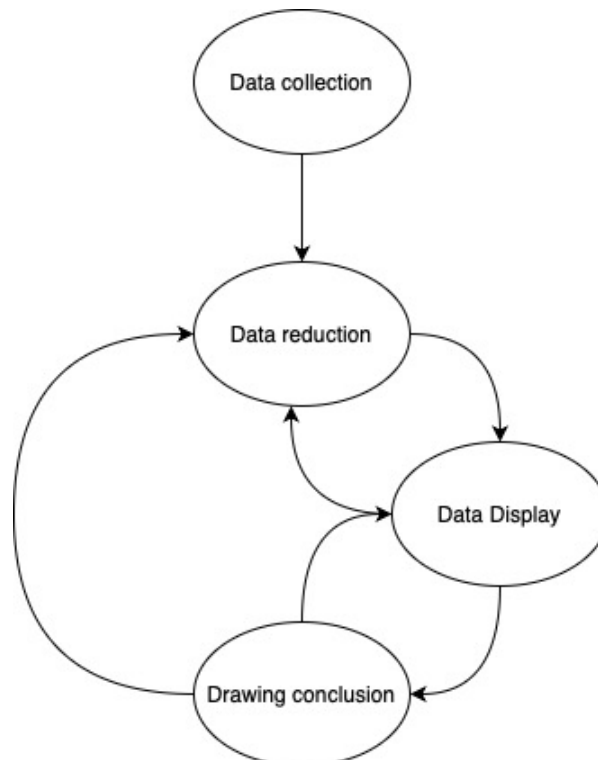 Data collection
Data reduction
Data Display
Drawing conclusion